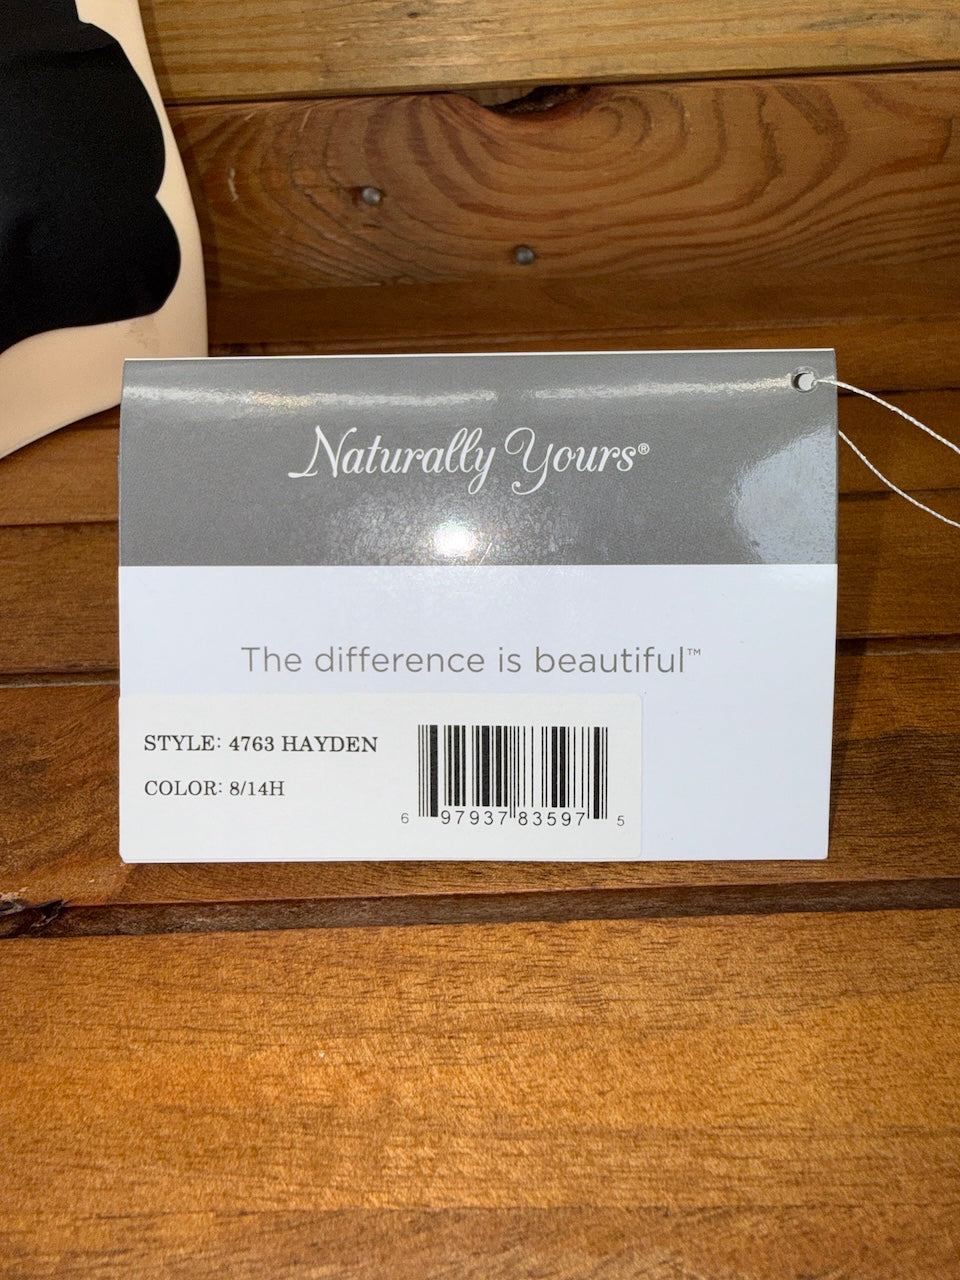 Naturally Yours®
The difference is beautiful™
STYLE: 4763 HAYDEN
COLOR: 8/14H
6 97937 83597 5